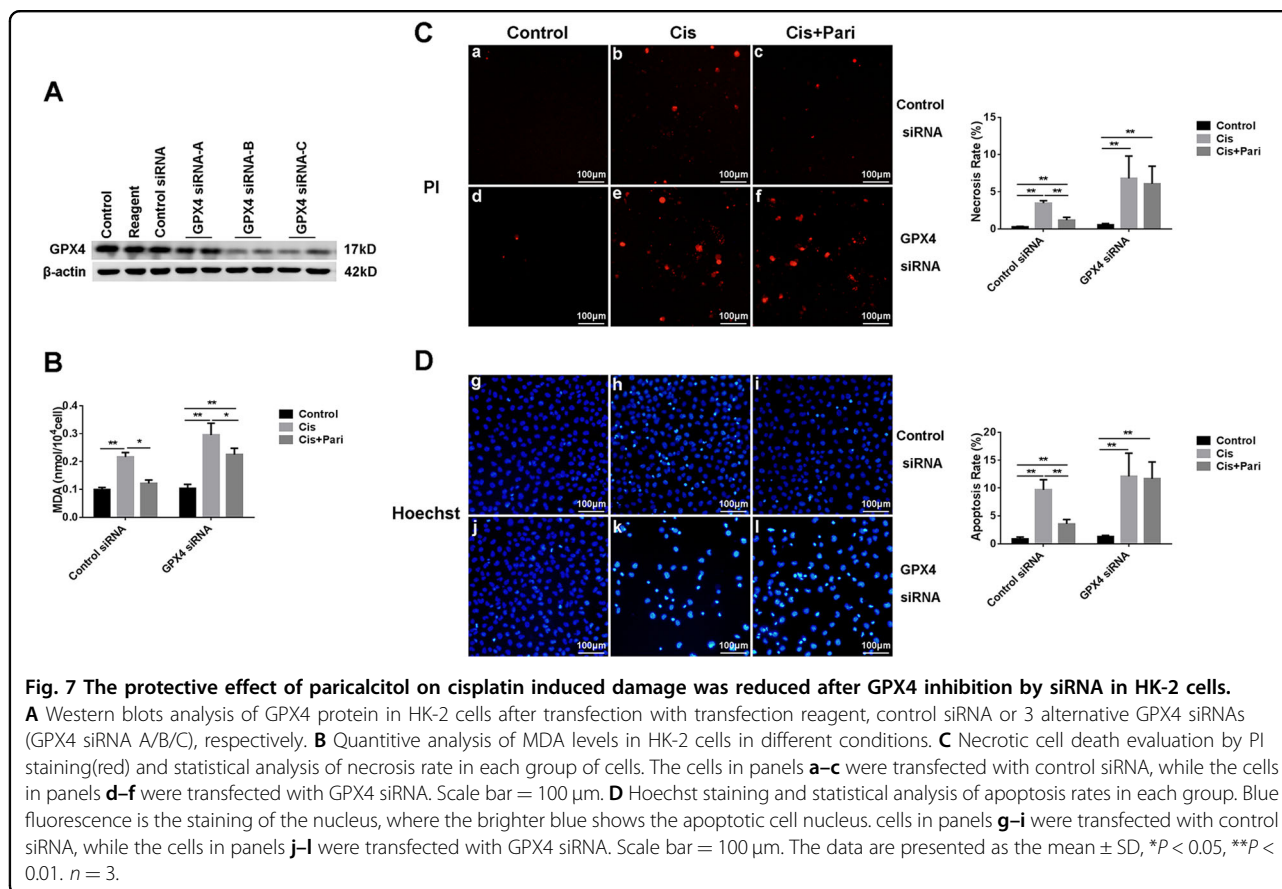 A
Control
Reagent
Control siRNA
GPX4 siRNA-A
GPX4 siRNA-B
GPX4 siRNA-C
GPX4
17kD
β-actin
42kD
B
MDA (nmol/10⁴cell)
0.4
0.3
0.2
0.1
0.0
Control siRNA
GPX4 siRNA
**
*
**
**
*
Control
Cis
Cis+Pari
C
Control
Cis
Cis+Pari
PI
a
b
c
100μm
100μm
100μm
Control
siRNA
d
e
f
100μm
100μm
100μm
GPX4
siRNA
Necrosis Rate (%)
15
10
5
0
Control siRNA
GPX4 siRNA
**
**
**
**
**
Control
Cis
Cis+Pari
D
Hoechst
g
h
i
100μm
100μm
100μm
Control
siRNA
j
k
l
100μm
100μm
100μm
GPX4
siRNA
Apoptosis Rate (%)
20
15
10
5
0
Control siRNA
GPX4 siRNA
**
**
**
**
**
Control
Cis
Cis+Pari
Fig. 7 The protective effect of paricalcitol on cisplatin induced damage was reduced after GPX4 inhibition by siRNA in HK-2 cells.
A Western blots analysis of GPX4 protein in HK-2 cells after transfection with transfection reagent, control siRNA or 3 alternative GPX4 siRNAs
(GPX4 siRNA A/B/C), respectively. B Quantitive analysis of MDA levels in HK-2 cells in different conditions. C Necrotic cell death evaluation by PI
staining(red) and statistical analysis of necrosis rate in each group of cells. The cells in panels a–c were transfected with control siRNA, while the cells
in panels d–f were transfected with GPX4 siRNA. Scale bar = 100 μm. D Hoechst staining and statistical analysis of apoptosis rates in each group. Blue
fluorescence is the staining of the nucleus, where the brighter blue shows the apoptotic cell nucleus. cells in panels g–i were transfected with control
siRNA, while the cells in panels j–l were transfected with GPX4 siRNA. Scale bar = 100 μm. The data are presented as the mean ± SD, *P < 0.05, **P <
0.01. n = 3.